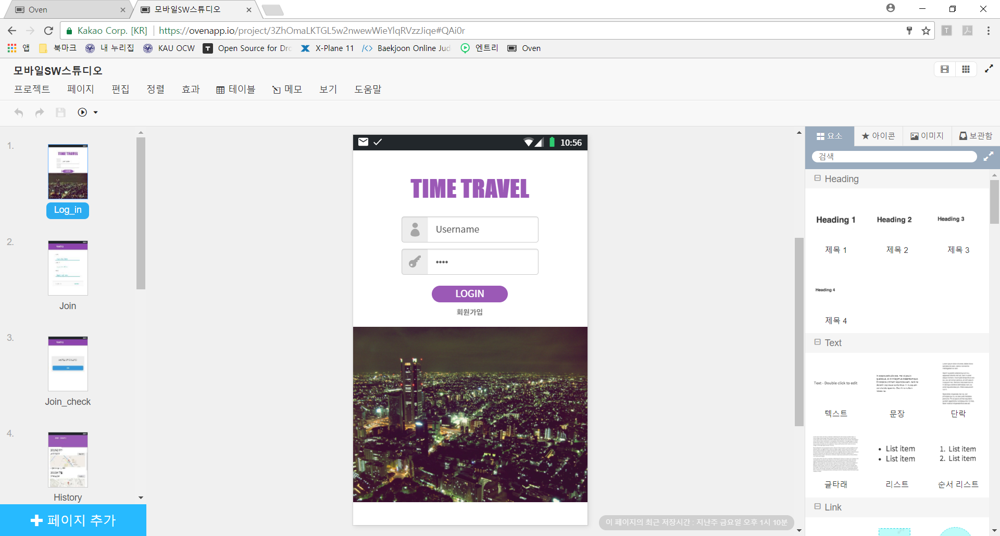 Oven
모바일SW스튜디오
Kakao Corp. [KR]
https://ovenapp.io/project/3ZhOmaLKTGL5w2nwewWieYlqRVzzJiqe#QAi0r
앱 북마크 내 누리집 KAU OCW Open Source for Dro X-Plane 11 Baekjoon Online Jud 엔트리 Oven
모바일SW스튜디오
프로젝트 페이지 편집 정렬 효과 테이블 메모 보기 도움말
1.
TIME TRAVEL
LOGIN
Log_in
2.
Join
3.
Join_check
4.
History
페이지 추가
10:56
TIME TRAVEL
Username
••••
LOGIN
회원가입
이 페이지의 최근 저장시간 : 지난주 금요일 오후 1시 10분
요소 아이콘 이미지 보관함
검색
Heading
Heading 1 Heading 2 Heading 3
제목 1 제목 2 제목 3
Heading 4
제목 4
Text
Text - Double click to edit
텍스트 문장 단락
• List item
• List item
1. List item
2. List item
글타래 리스트 순서 리스트
Link